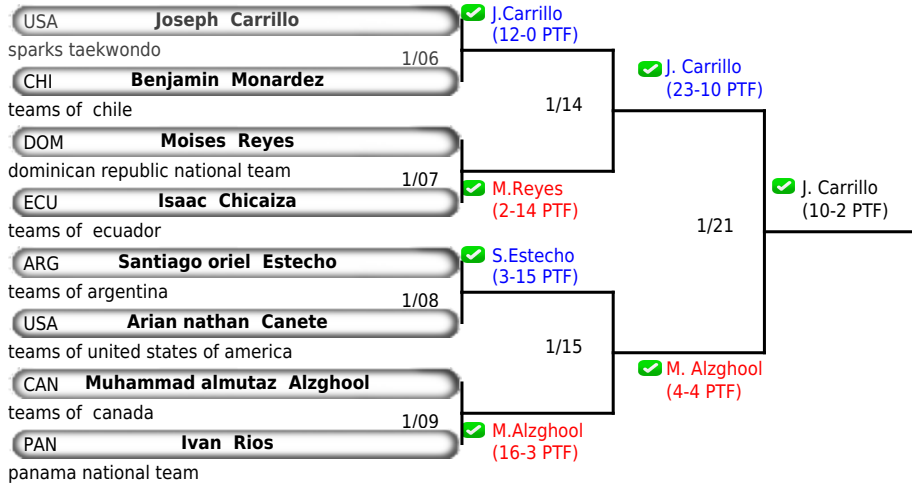 USA Joseph Carrillo
sparks taekwondo
1/06
CHI Benjamin Monardez
teams of chile
DOM Moises Reyes
dominican republic national team
1/07
ECU Isaac Chicaiza
teams of ecuador
ARG Santiago oriel Estecho
teams of argentina
1/08
USA Arian nathan Canete
teams of united states of america
CAN Muhammad almutaz Alzghool
teams of canada
1/09
PAN Ivan Rios
panama national team
J.Carrillo
(12-0 PTF)
1/14
M.Reyes
(2-14 PTF)
S.Estecho
(3-15 PTF)
1/15
M.Alzghool
(16-3 PTF)
J. Carrillo
(23-10 PTF)
1/21
M. Alzghool
(4-4 PTF)
J. Carrillo
(10-2 PTF)